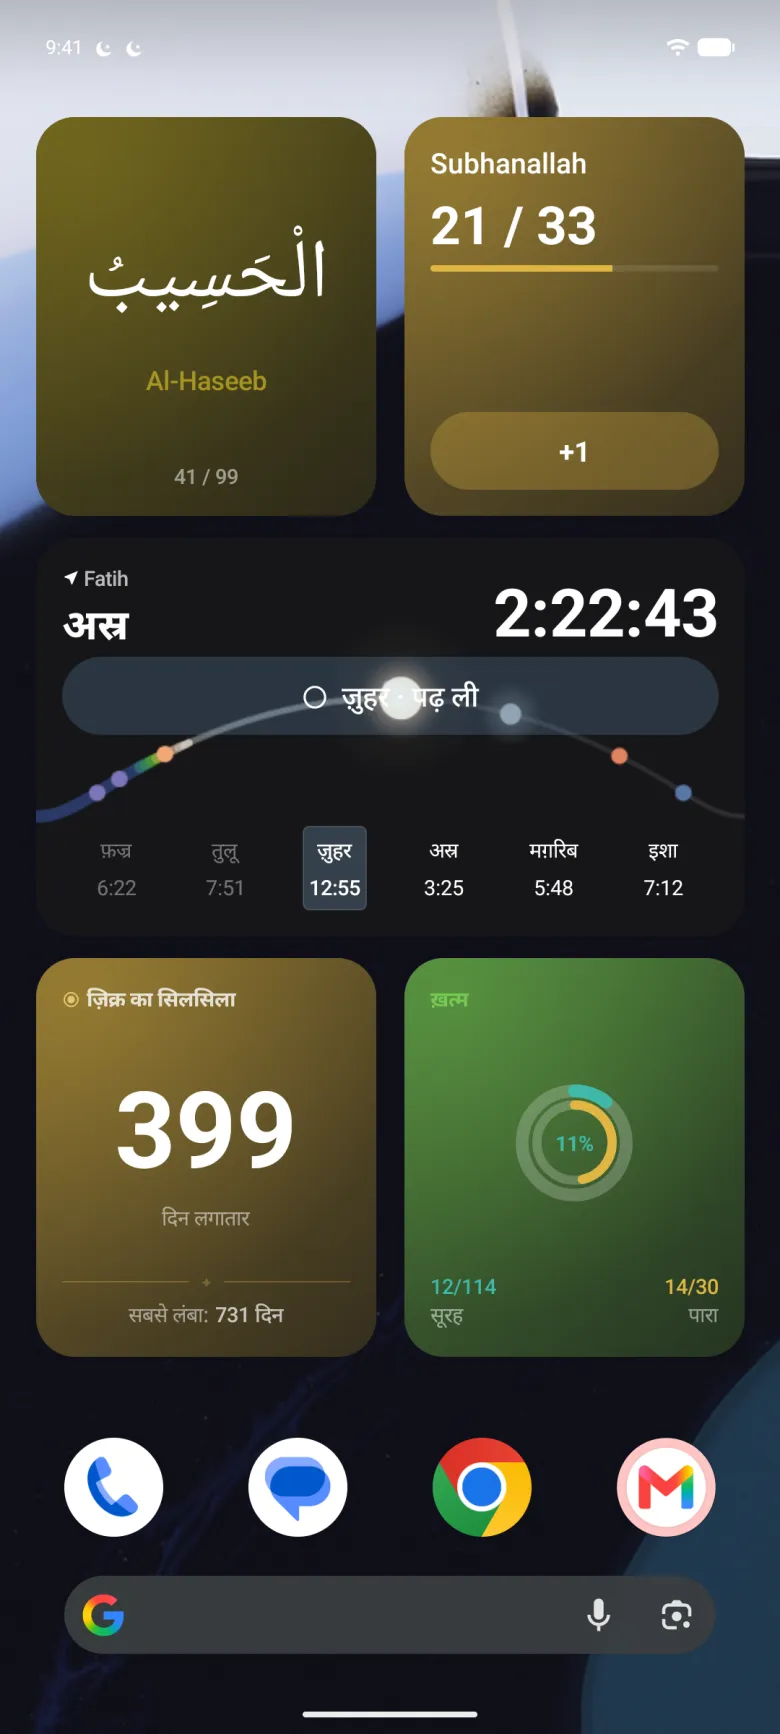 9:41
الْحَسِيبُ
Al-Haseeb
41 / 99
Subhanallah
21 / 33
+1
Fatih
अस्र
2:22:43
ज़ुहर · पढ़ ली
फ़ज्र
तुलू
ज़ुहर
अस्र
मग़रिब
इशा
6:22
7:51
12:55
3:25
5:48
7:12
ज़िक्र का सिलसिला
399
दिन लगातार
सबसे लंबा: 731 दिन
ख़त्म
11%
12/114
14/30
सूरह
पारा